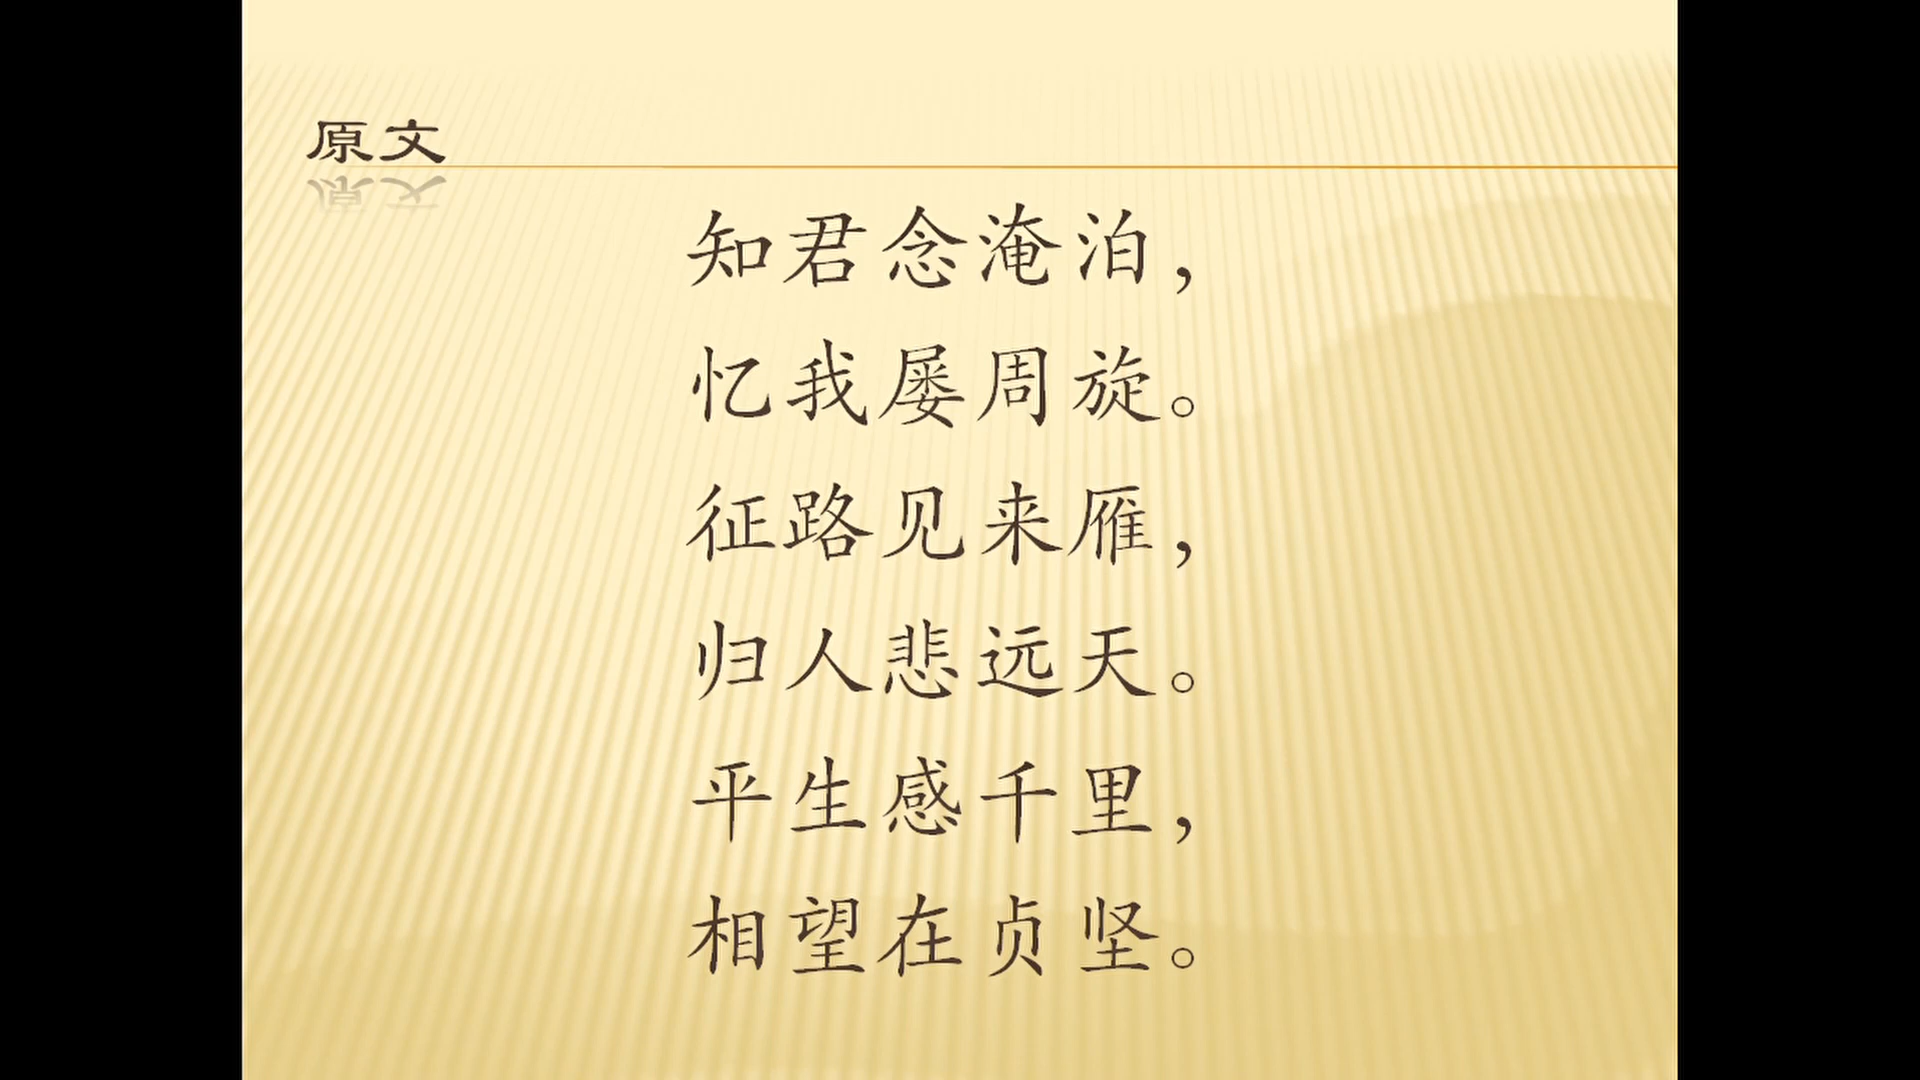 原文
知君念淹泊，
忆我屡周旋。
征路见来雁，
归人悲远天。
平生感千里，
相望在贞坚。